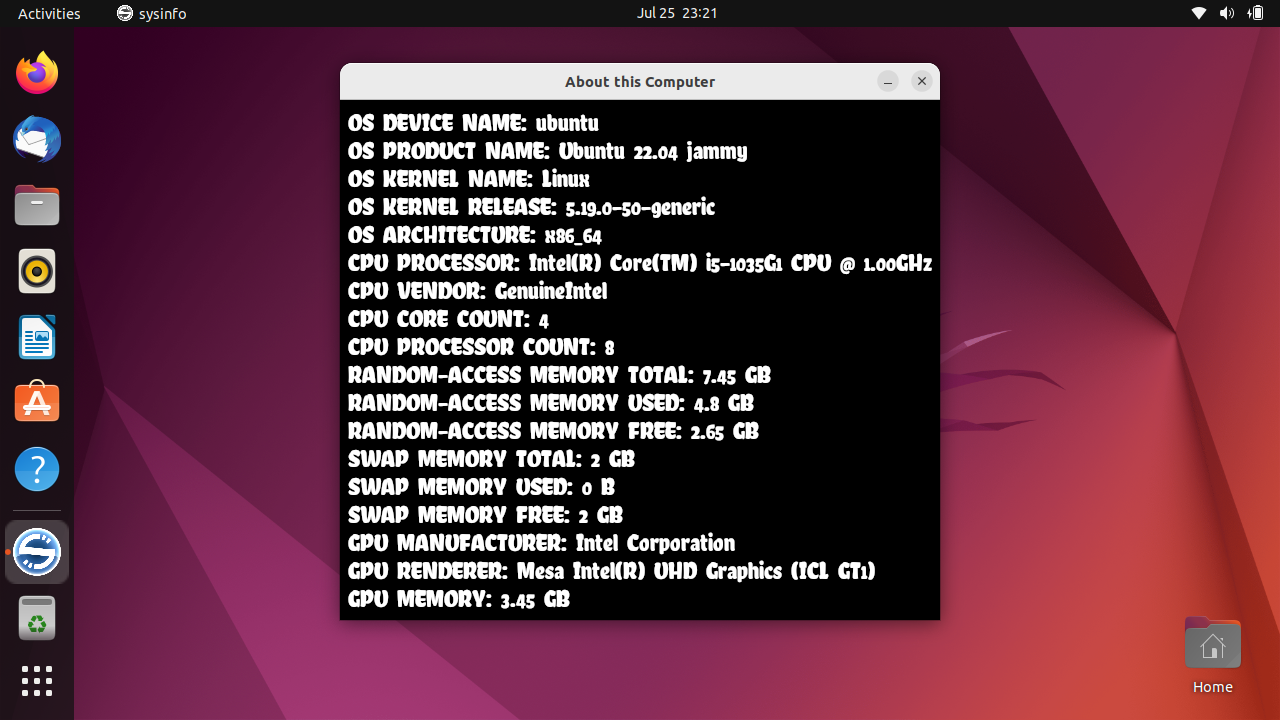 Activities
sysinfo
Jul 25 23:21
About this Computer
OS DEVICE NAME: ubuntu
OS PRODUCT NAME: Ubuntu 22.04 jammy
OS KERNEL NAME: Linux
OS KERNEL RELEASE: 5.19.0-50-generic
OS ARCHITECTURE: x86_64
CPU PROCESSOR: Intel(R) Core(TM) i5-1035G1 CPU @ 1.00GHz
CPU VENDOR: GenuineIntel
CPU CORE COUNT: 4
CPU PROCESSOR COUNT: 8
RANDOM-ACCESS MEMORY TOTAL: 7.45 GB
RANDOM-ACCESS MEMORY USED: 4.8 GB
RANDOM-ACCESS MEMORY FREE: 2.65 GB
SWAP MEMORY TOTAL: 2 GB
SWAP MEMORY USED: 0 B
SWAP MEMORY FREE: 2 GB
GPU MANUFACTURER: Intel Corporation
GPU RENDERER: Mesa Intel(R) UHD Graphics (ICL GT1)
GPU MEMORY: 3.45 GB
Home